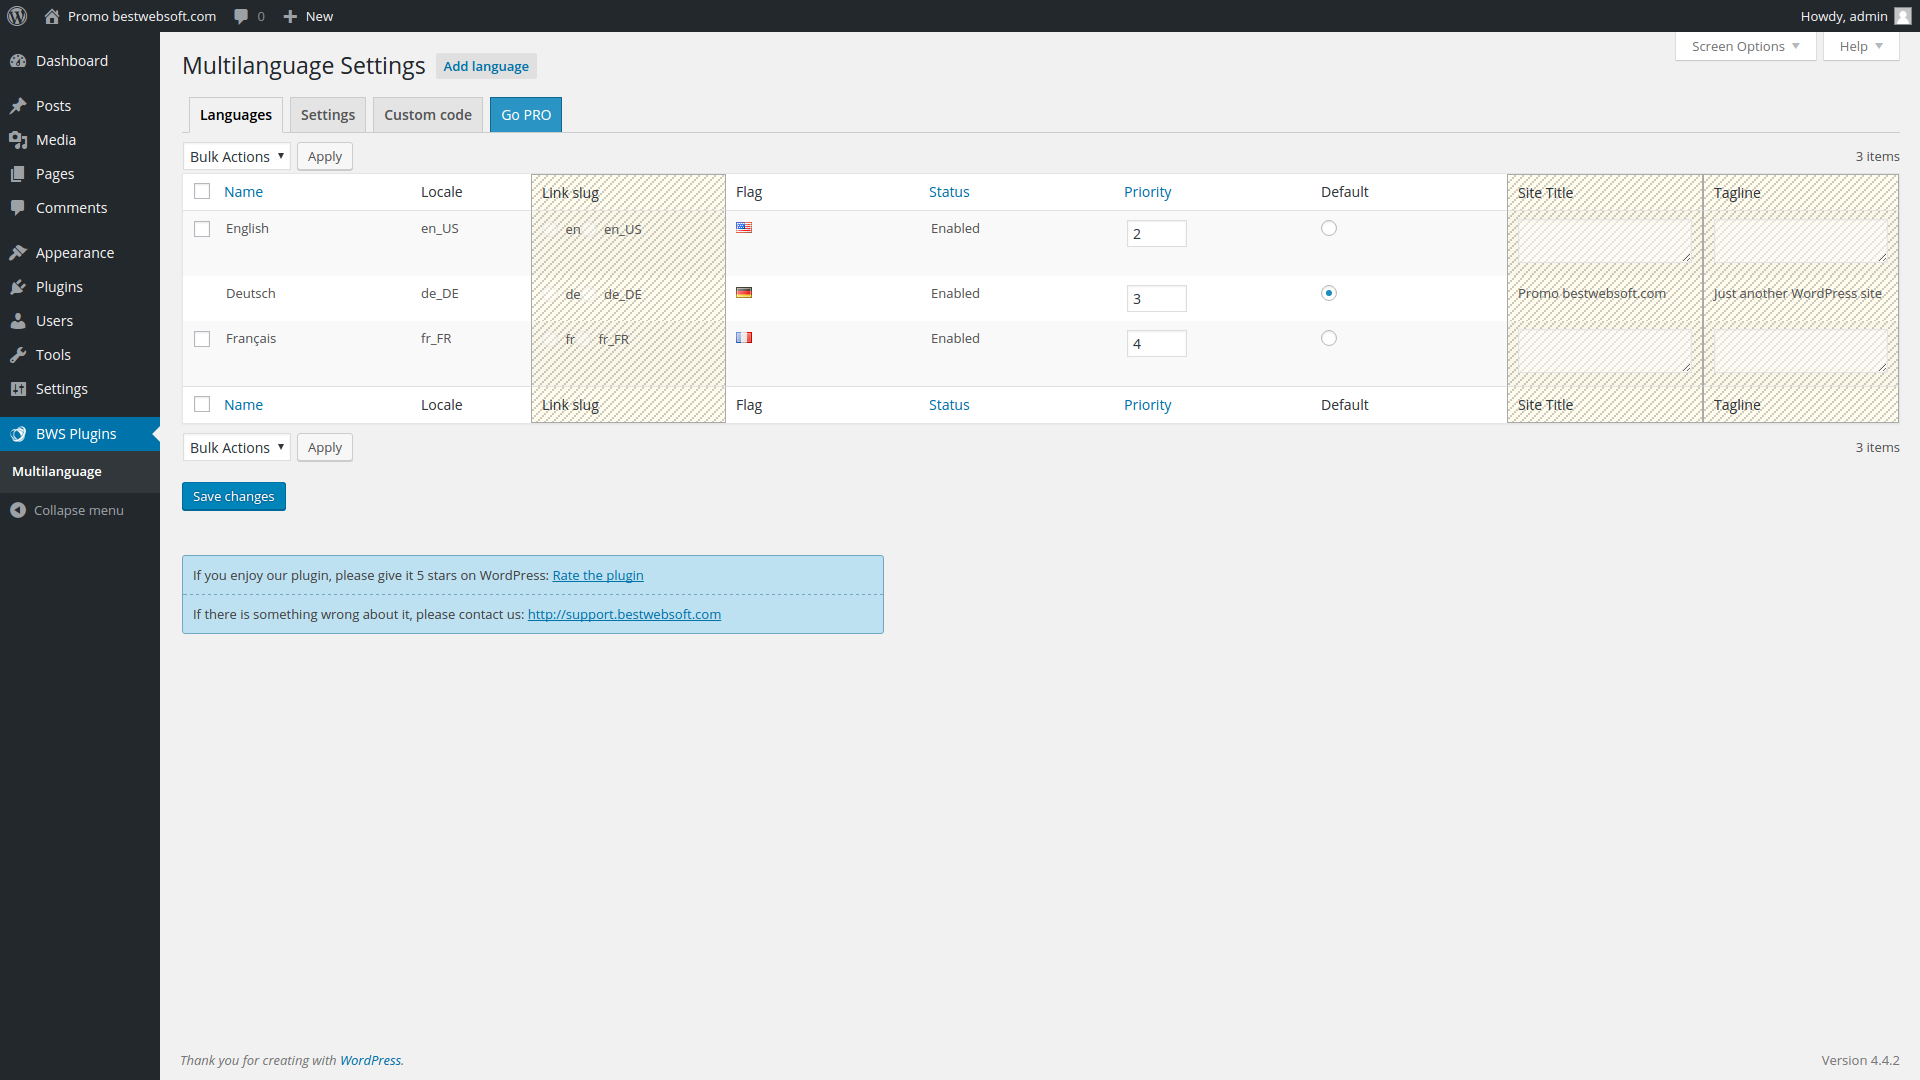 Promo bestwebsoft.com 0 New Howdy, admin
Screen Options Help
Dashboard
Posts
Media
Pages
Comments
Appearance
Plugins
Users
Tools
Settings
BWS Plugins
Multilanguage
Collapse menu
Multilanguage Settings Add language
Languages Settings Custom code Go PRO
Bulk Actions Apply 3 items
Name Locale Link slug Flag Status Priority Default Site Title Tagline
English en_US en en_US Enabled 2
Deutsch de_DE de de_DE Enabled 3 Promo bestwebsoft.com Just another WordPress site
Français fr_FR fr fr_FR Enabled 4
Name Locale Link slug Flag Status Priority Default Site Title Tagline
Bulk Actions Apply 3 items
Save changes
If you enjoy our plugin, please give it 5 stars on WordPress: Rate the plugin
If there is something wrong about it, please contact us: http://support.bestwebsoft.com
Thank you for creating with WordPress. Version 4.4.2